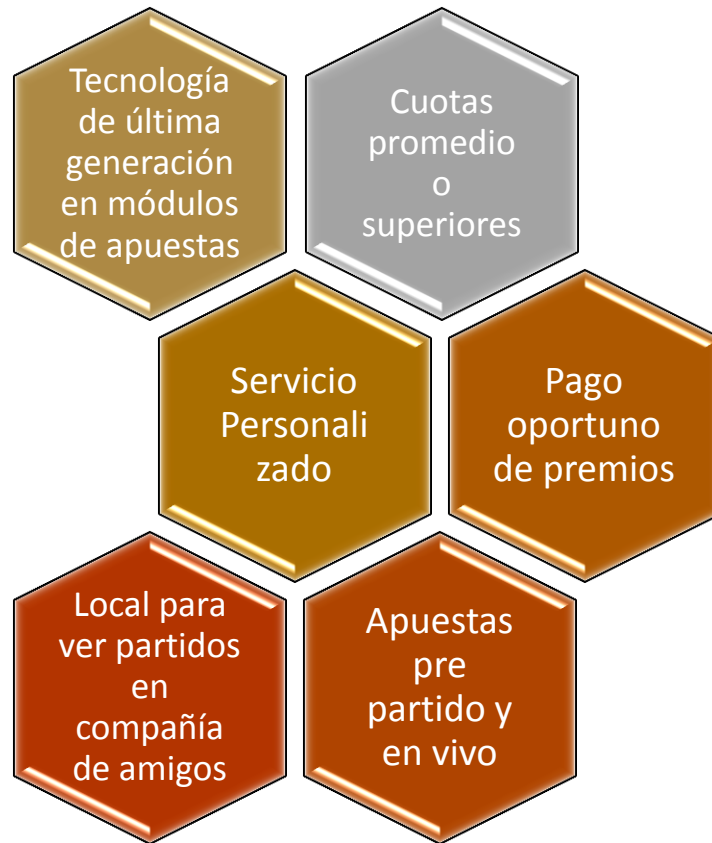 Tecnología
de última
generación
en módulos
de apuestas
Cuotas
promedio
o
superiores
Servicio
Personali
zado
Pago
oportuno
de premios
Local para
ver partidos
en
compañía
de amigos
Apuestas
pre
partido y
en vivo